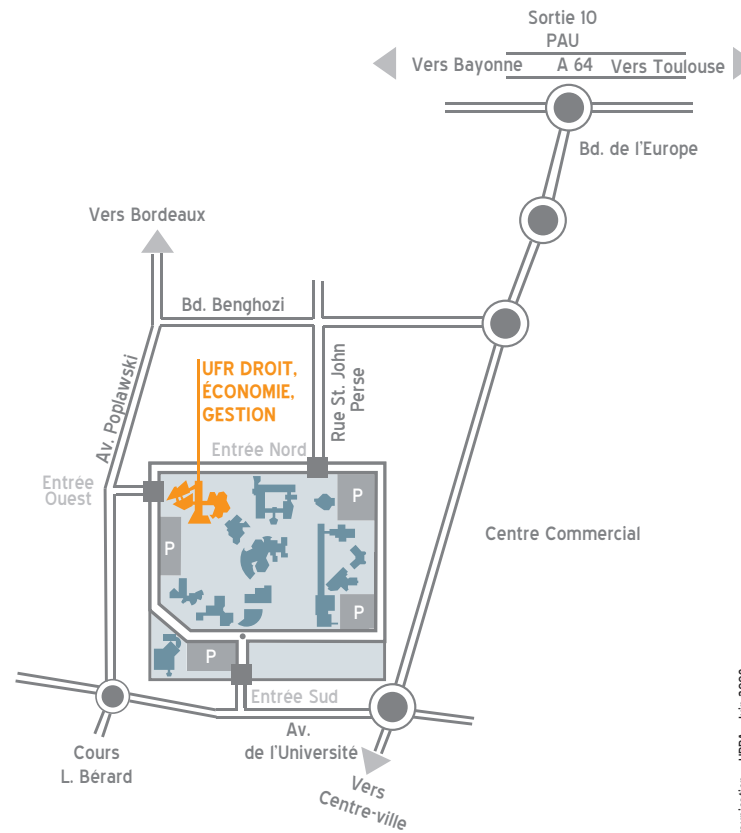 Sortie 10
PAU
Vers Bayonne
A 64
Vers Toulouse
Bd. de l'Europe
Vers Bordeaux
Bd. Benghozi
Av. Poplawski
UFR DROIT,
ÉCONOMIE,
GESTION
Rue St. John
Perse
Entrée Nord
Entrée
Ouest
P
P
P
P
Centre Commercial
Entrée Sud
Av.
de l'Université
Cours
L. Bérard
Vers
Centre-ville